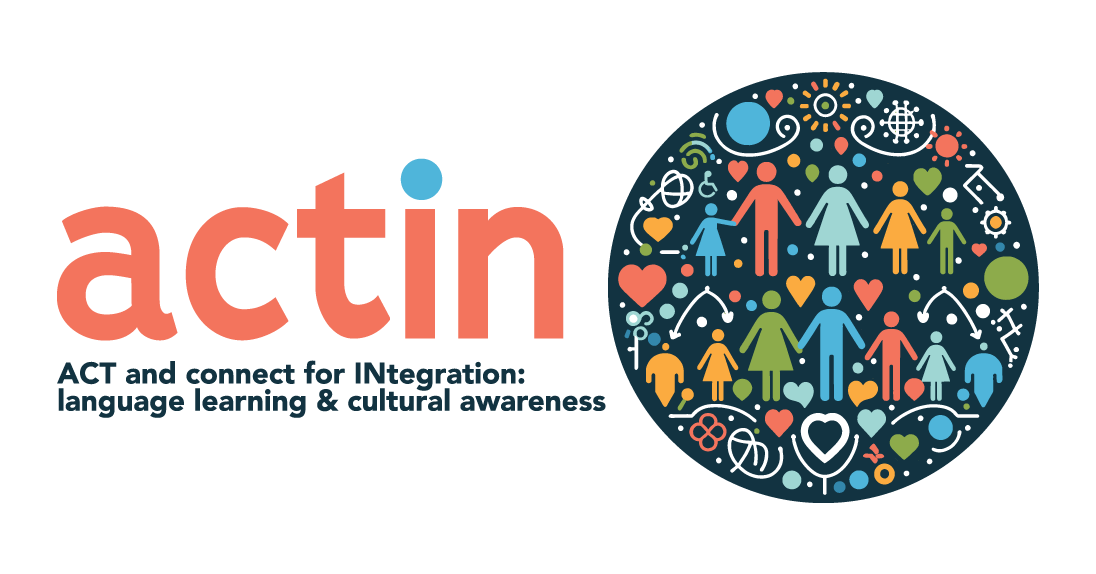 actin
ACT and connect for INtegration:
language learning & cultural awareness